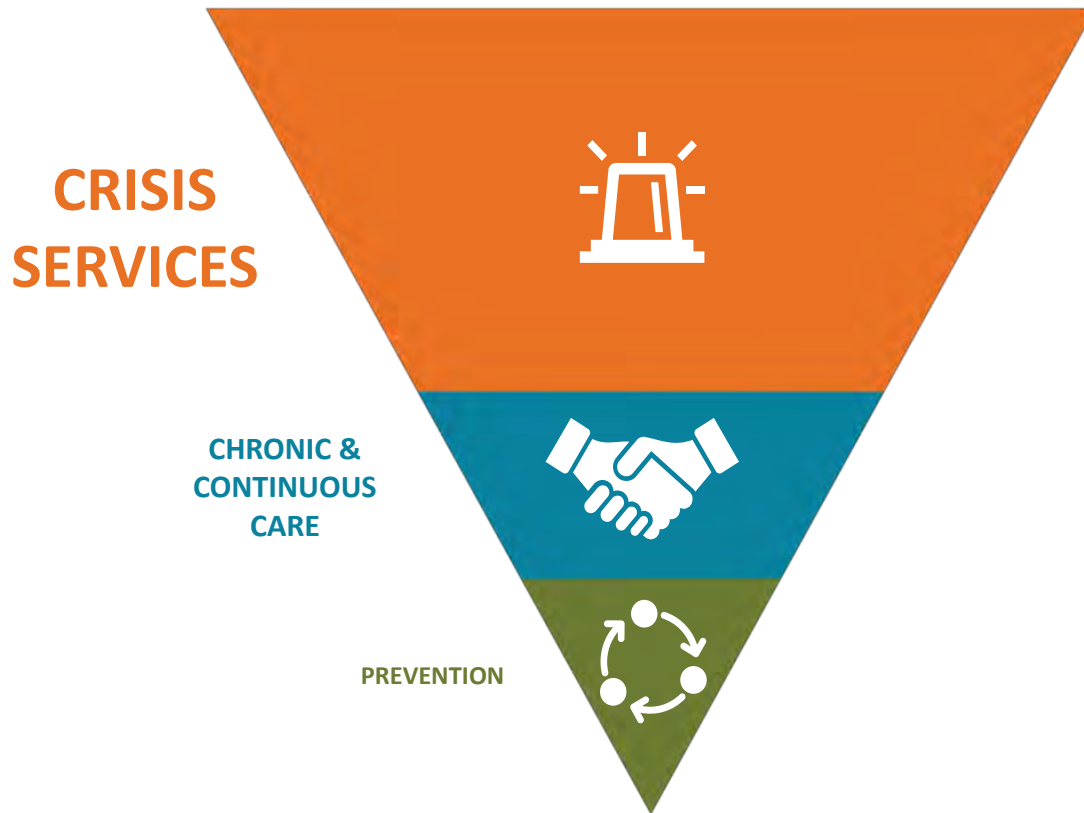 CRISIS
SERVICES
CHRONIC &
CONTINUOUS
CARE
PREVENTION